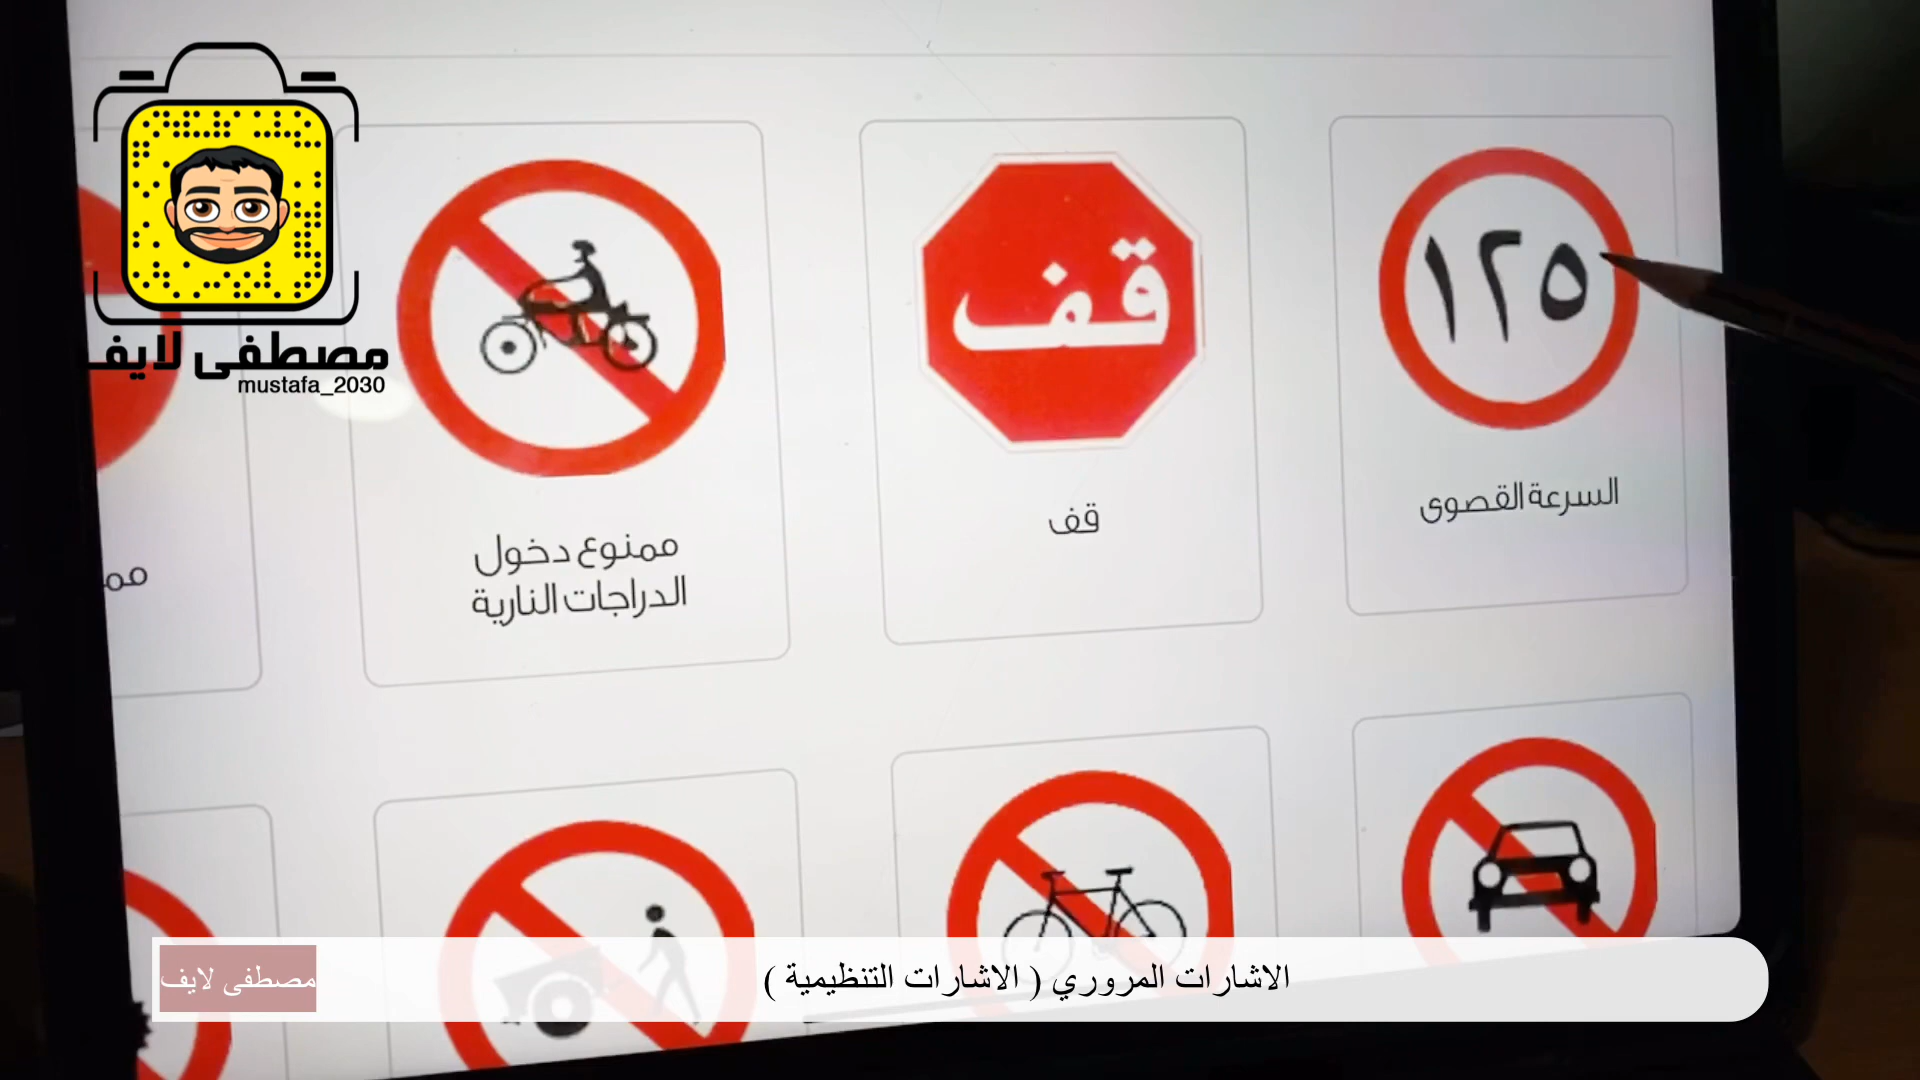 مصطفى لايف
mustafa_2030
١٢٥
السرعة القصوى
قف
قف
ممنوع دخول
الدراجات النارية
الاشارات المروري ( الاشارات التنظيمية )
مصطفى لايف